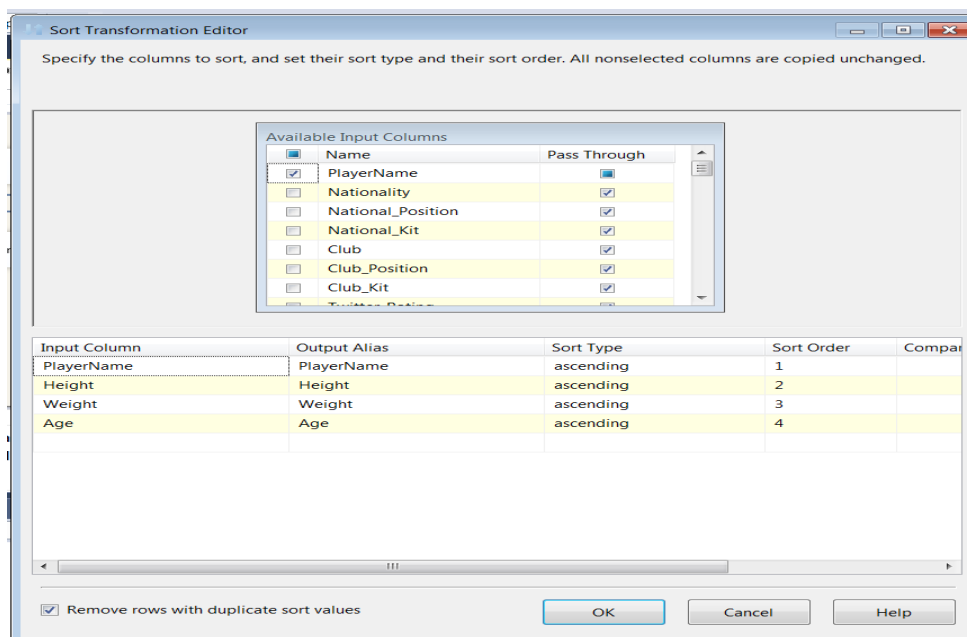 Sort Transformation Editor
Specify the columns to sort, and set their sort type and their sort order. All nonselected columns are copied unchanged.
Available Input Columns
Name Pass Through
PlayerName
Nationality
National_Position
National_Kit
Club
Club_Position
Club_Kit
Input Column Output Alias Sort Type Sort Order Compar
PlayerName PlayerName ascending 1
Height Height ascending 2
Weight Weight ascending 3
Age Age ascending 4
Remove rows with duplicate sort values
OK Cancel Help